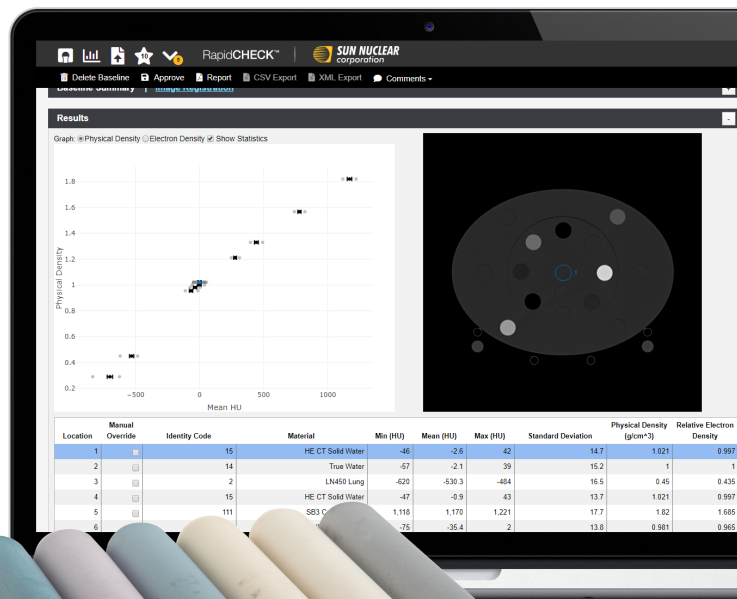 10
5
RapidCHECK™
SUN NUCLEAR
corporation
Delete Baseline
Approve
Report
CSV Export
XML Export
Comments
Baseline Summary | Image Registration
Results
-
Graph: Physical Density Electron Density Show Statistics
1.8
1.6
1.4
1.2
1
0.8
0.6
0.4
0.2
Physical Density
−500 0 500 1000
Mean HU
1
Location Manual Override Identity Code Material Min (HU) Mean (HU) Max (HU) Standard Deviation Physical Density (g/cm^3) Relative Electron Density
1 15 HE CT Solid Water -46 -2.6 42 14.7 1.021 0.997
2 14 True Water -57 -2.1 39 15.2 1 1
3 2 LN450 Lung -620 -530.3 -484 16.5 0.45 0.435
4 15 HE CT Solid Water -47 -0.9 43 13.7 1.021 0.997
5 111 SB3 1,118 1,170 1,221 17.7 1.82 1.685
6 -75 -35.4 2 13.8 0.981 0.965